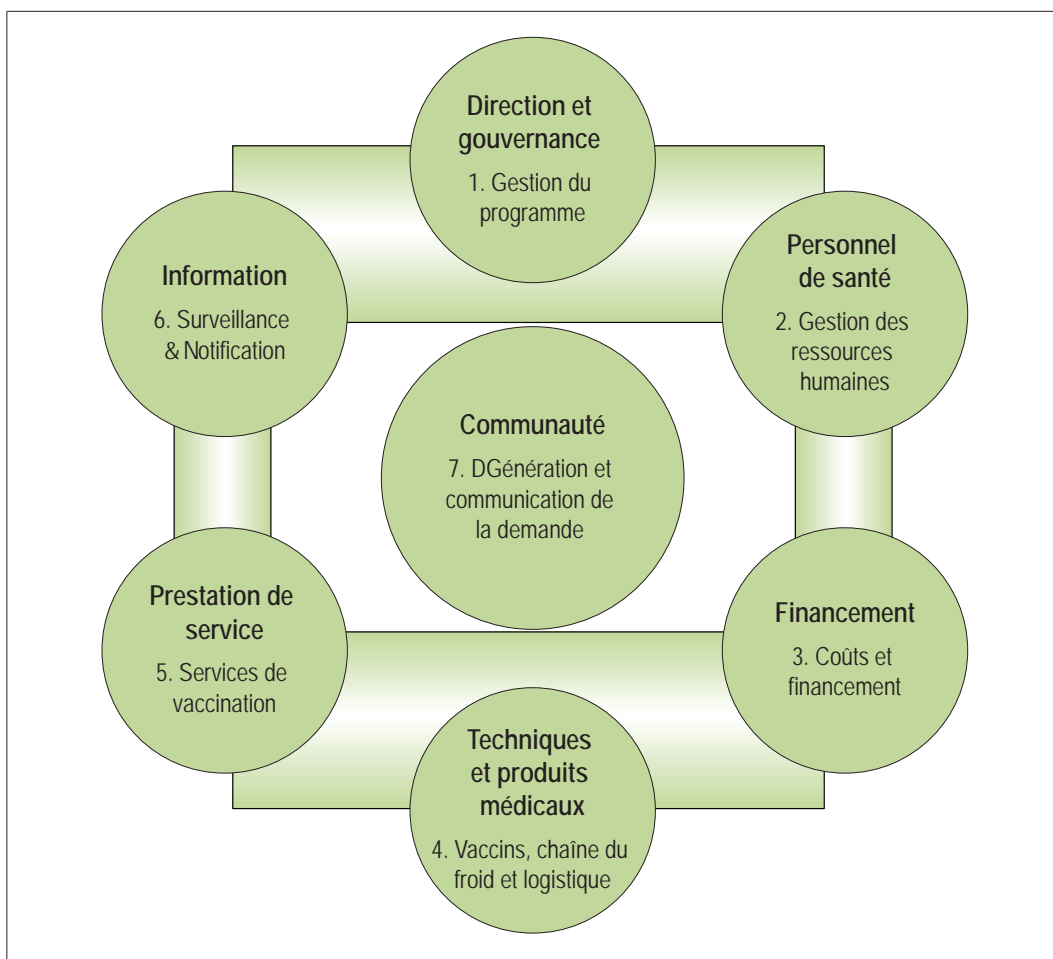 Direction et
gouvernance
1. Gestion du
programme
Personnel
de santé
2. Gestion des
ressources
humaines
Financement
3. Coûts et
financement
Techniques
et produits
médicaux
4. Vaccins, chaîne du
froid et logistique
Prestation de
service
5. Services de
vaccination
Information
6. Surveillance
& Notification
Communauté
7. DGénération et
communication de
la demande